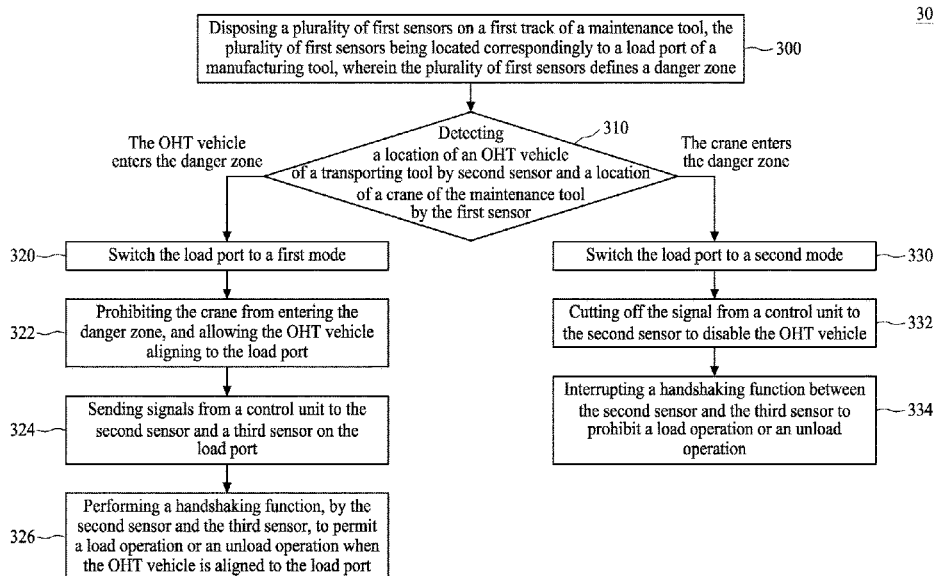 30
Disposing a plurality of first sensors on a first track of a maintenance tool, the
plurality of first sensors being located correspondingly to a load port of a
manufacturing tool, wherein the plurality of first sensors defines a danger zone
300
310
Detecting
a location of an OHT vehicle
of a transporting tool by second sensor and a location
of a crane of the maintenance tool
by the first sensor
The OHT vehicle
enters the danger zone
The crane enters
the danger zone
320
Switch the load port to a first mode
322
Prohibiting the crane from entering the
danger zone, and allowing the OHT vehicle
aligning to the load port
324
Sending signals from a control unit to the
second sensor and a third sensor on the
load port
326
Performing a handshaking function, by the
second sensor and the third sensor, to permit
a load operation or an unload operation when
the OHT vehicle is aligned to the load port
Switch the load port to a second mode
330
Cutting off the signal from a control unit to
the second sensor to disable the OHT vehicle
332
Interrupting a handshaking function between
the second sensor and the third sensor to
prohibit a load operation or an unload
operation
334